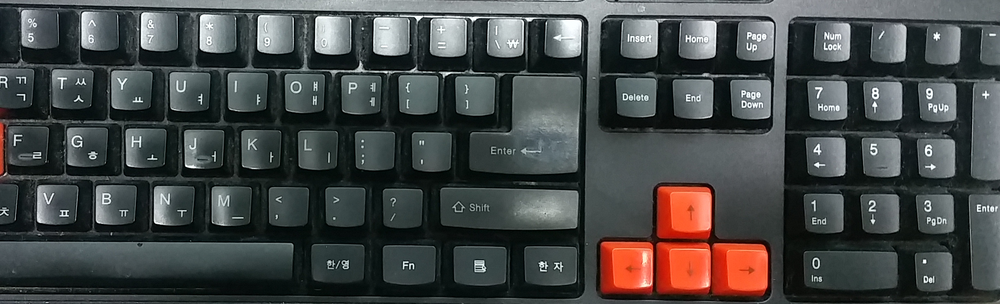 % ^ & * ( ) — + | ← Insert Home Page Up Num Lock / * -
5 6 7 8 9 0 - = \ ₩
R ㄲ T ㅆ Y U I O ㅒ P ㅖ { } Delete End Page Down 7 8 9 +
ㄱ ㅅ ㅛ ㅕ ㅑ ㅐ ㅔ [ ] Home ↑ PgUp
F G H J K L : " Enter ↵ 4 5 6
ㄹ ㅎ ㅗ ㅓ ㅏ ㅣ ; ' ← →
V B N M < > ? ⇧ Shift ↑ 1 2 3 Enter
ㅊ ㅍ ㅠ ㅜ ㅡ , . / End ↓ PgDn
한/영 Fn 한 자 ← ↓ → 0 .
Ins Del